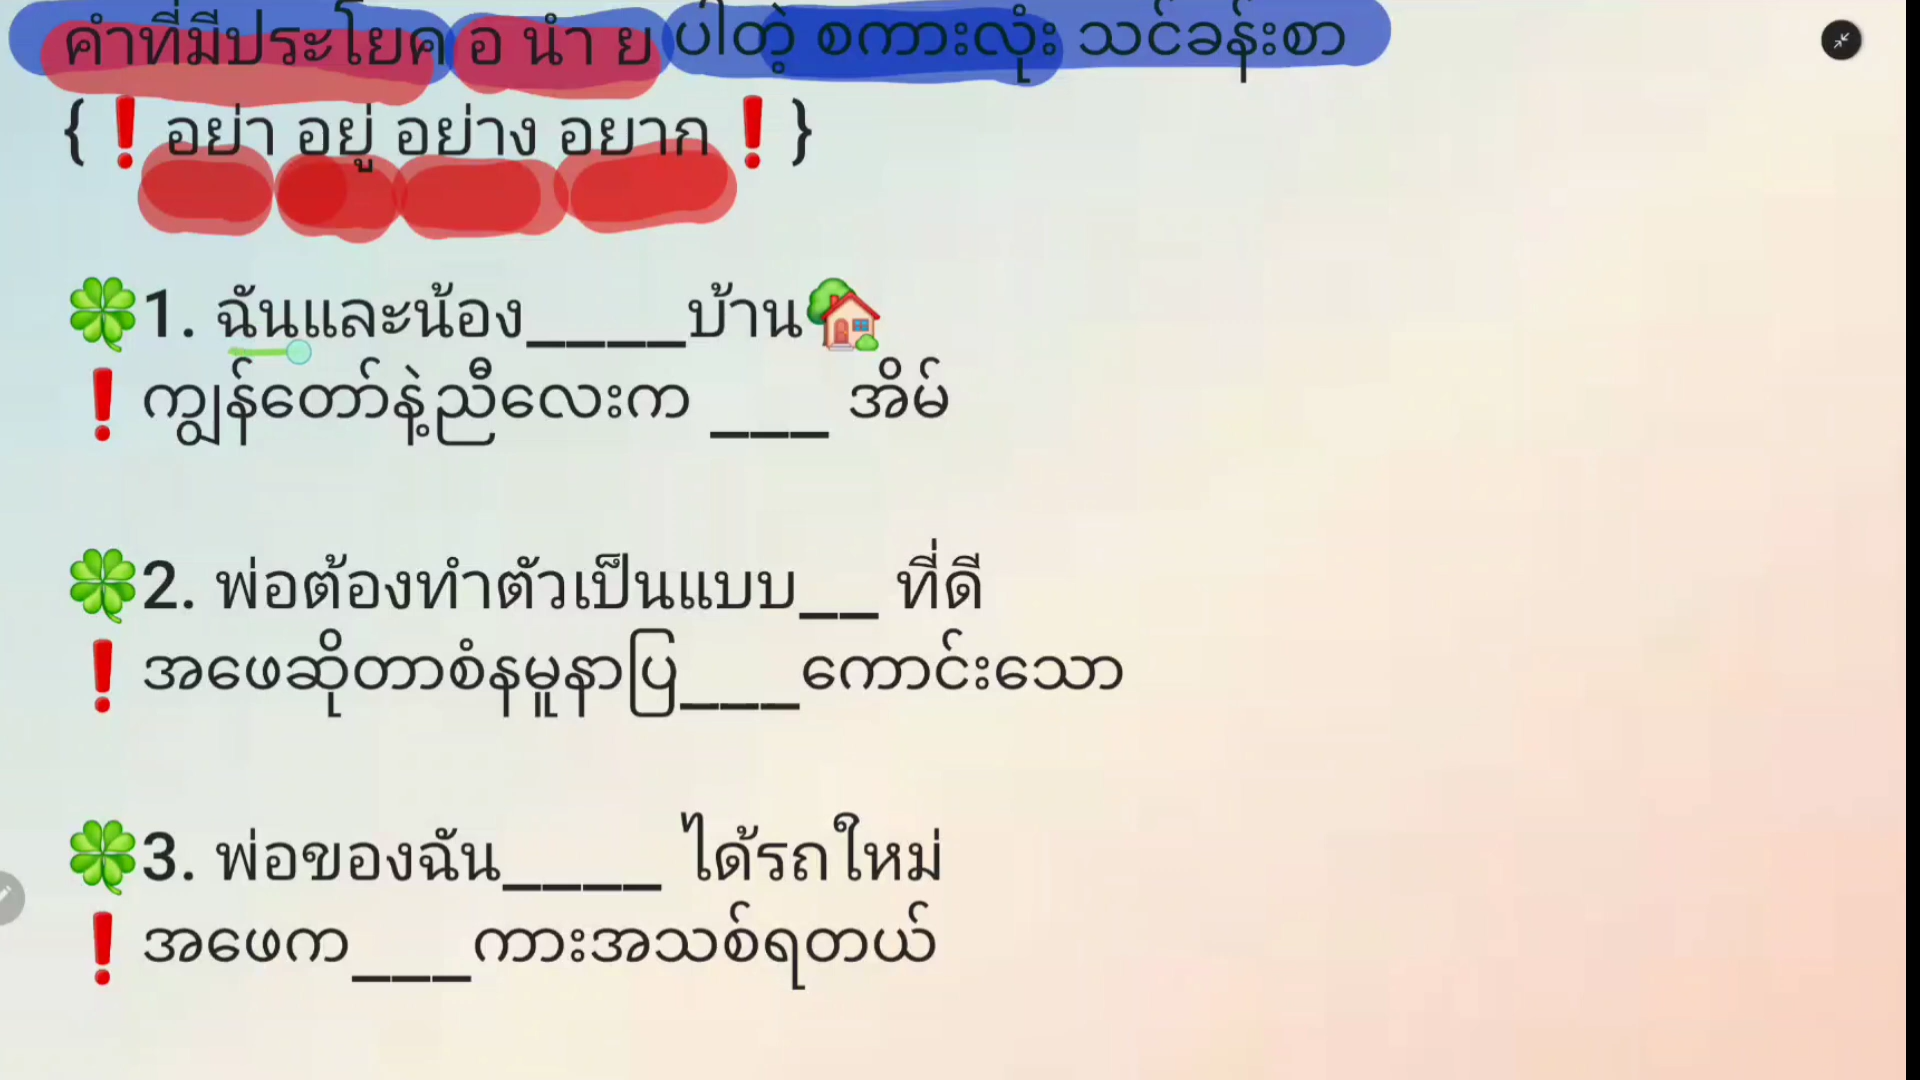 คำที่มีประโยค อ นำ ย ပါတဲ့ စကားလုံး သင်ခန်းစာ
{❗อย่า อยู่ อย่าง อยาก❗}
🍀1. ฉันและน้อง____บ้าน🏡
❗ကျွန်တော်နဲ့ညီလေးက ___ အိမ်
🍀2. พ่อต้องทำตัวเป็นแบบ__ ที่ดี
❗အဖေဆိုတာစံနမူနာပြ___ကောင်းသော
🍀3. พ่อของฉัน____ ได้รถใหม่
❗အဖေက___ကားအသစ်ရတယ်